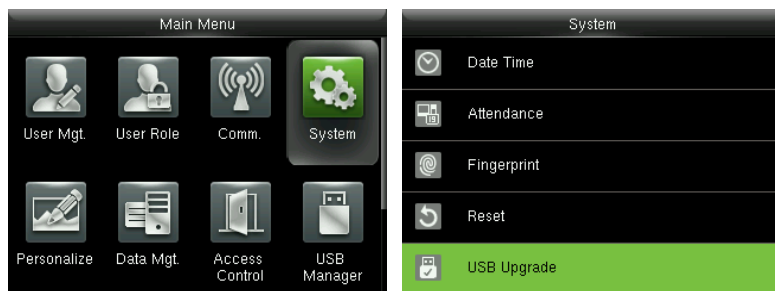 Main Menu
User Mgt.
User Role
Comm.
System
Personalize
Data Mgt.
Access
Control
USB
Manager
System
Date Time
Attendance
19
Fingerprint
Reset
USB Upgrade